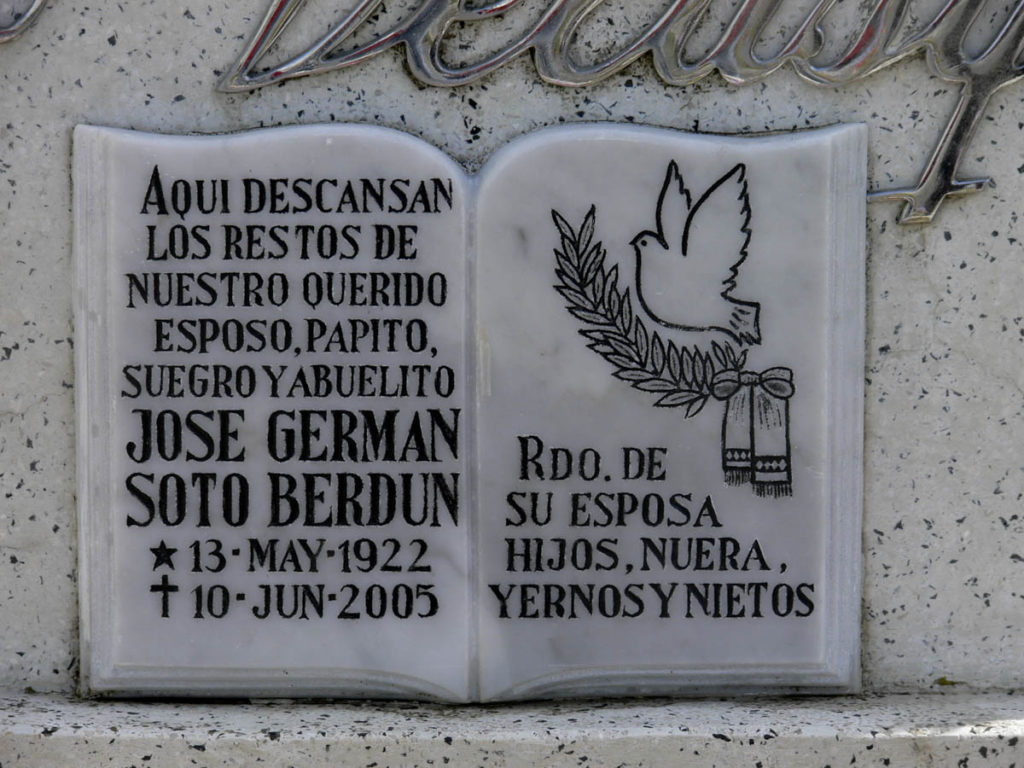 AQUI DESCANSAN
LOS RESTOS DE
NUESTRO QUERIDO
ESPOSO, PAPITO,
SUEGRO Y ABUELITO
JOSE GERMAN
SOTO BERDUN
★ 13-MAY-1922
✝ 10-JUN-2005
RDO. DE
SU ESPOSA
HIJOS, NUERA,
YERNOS Y NIETOS